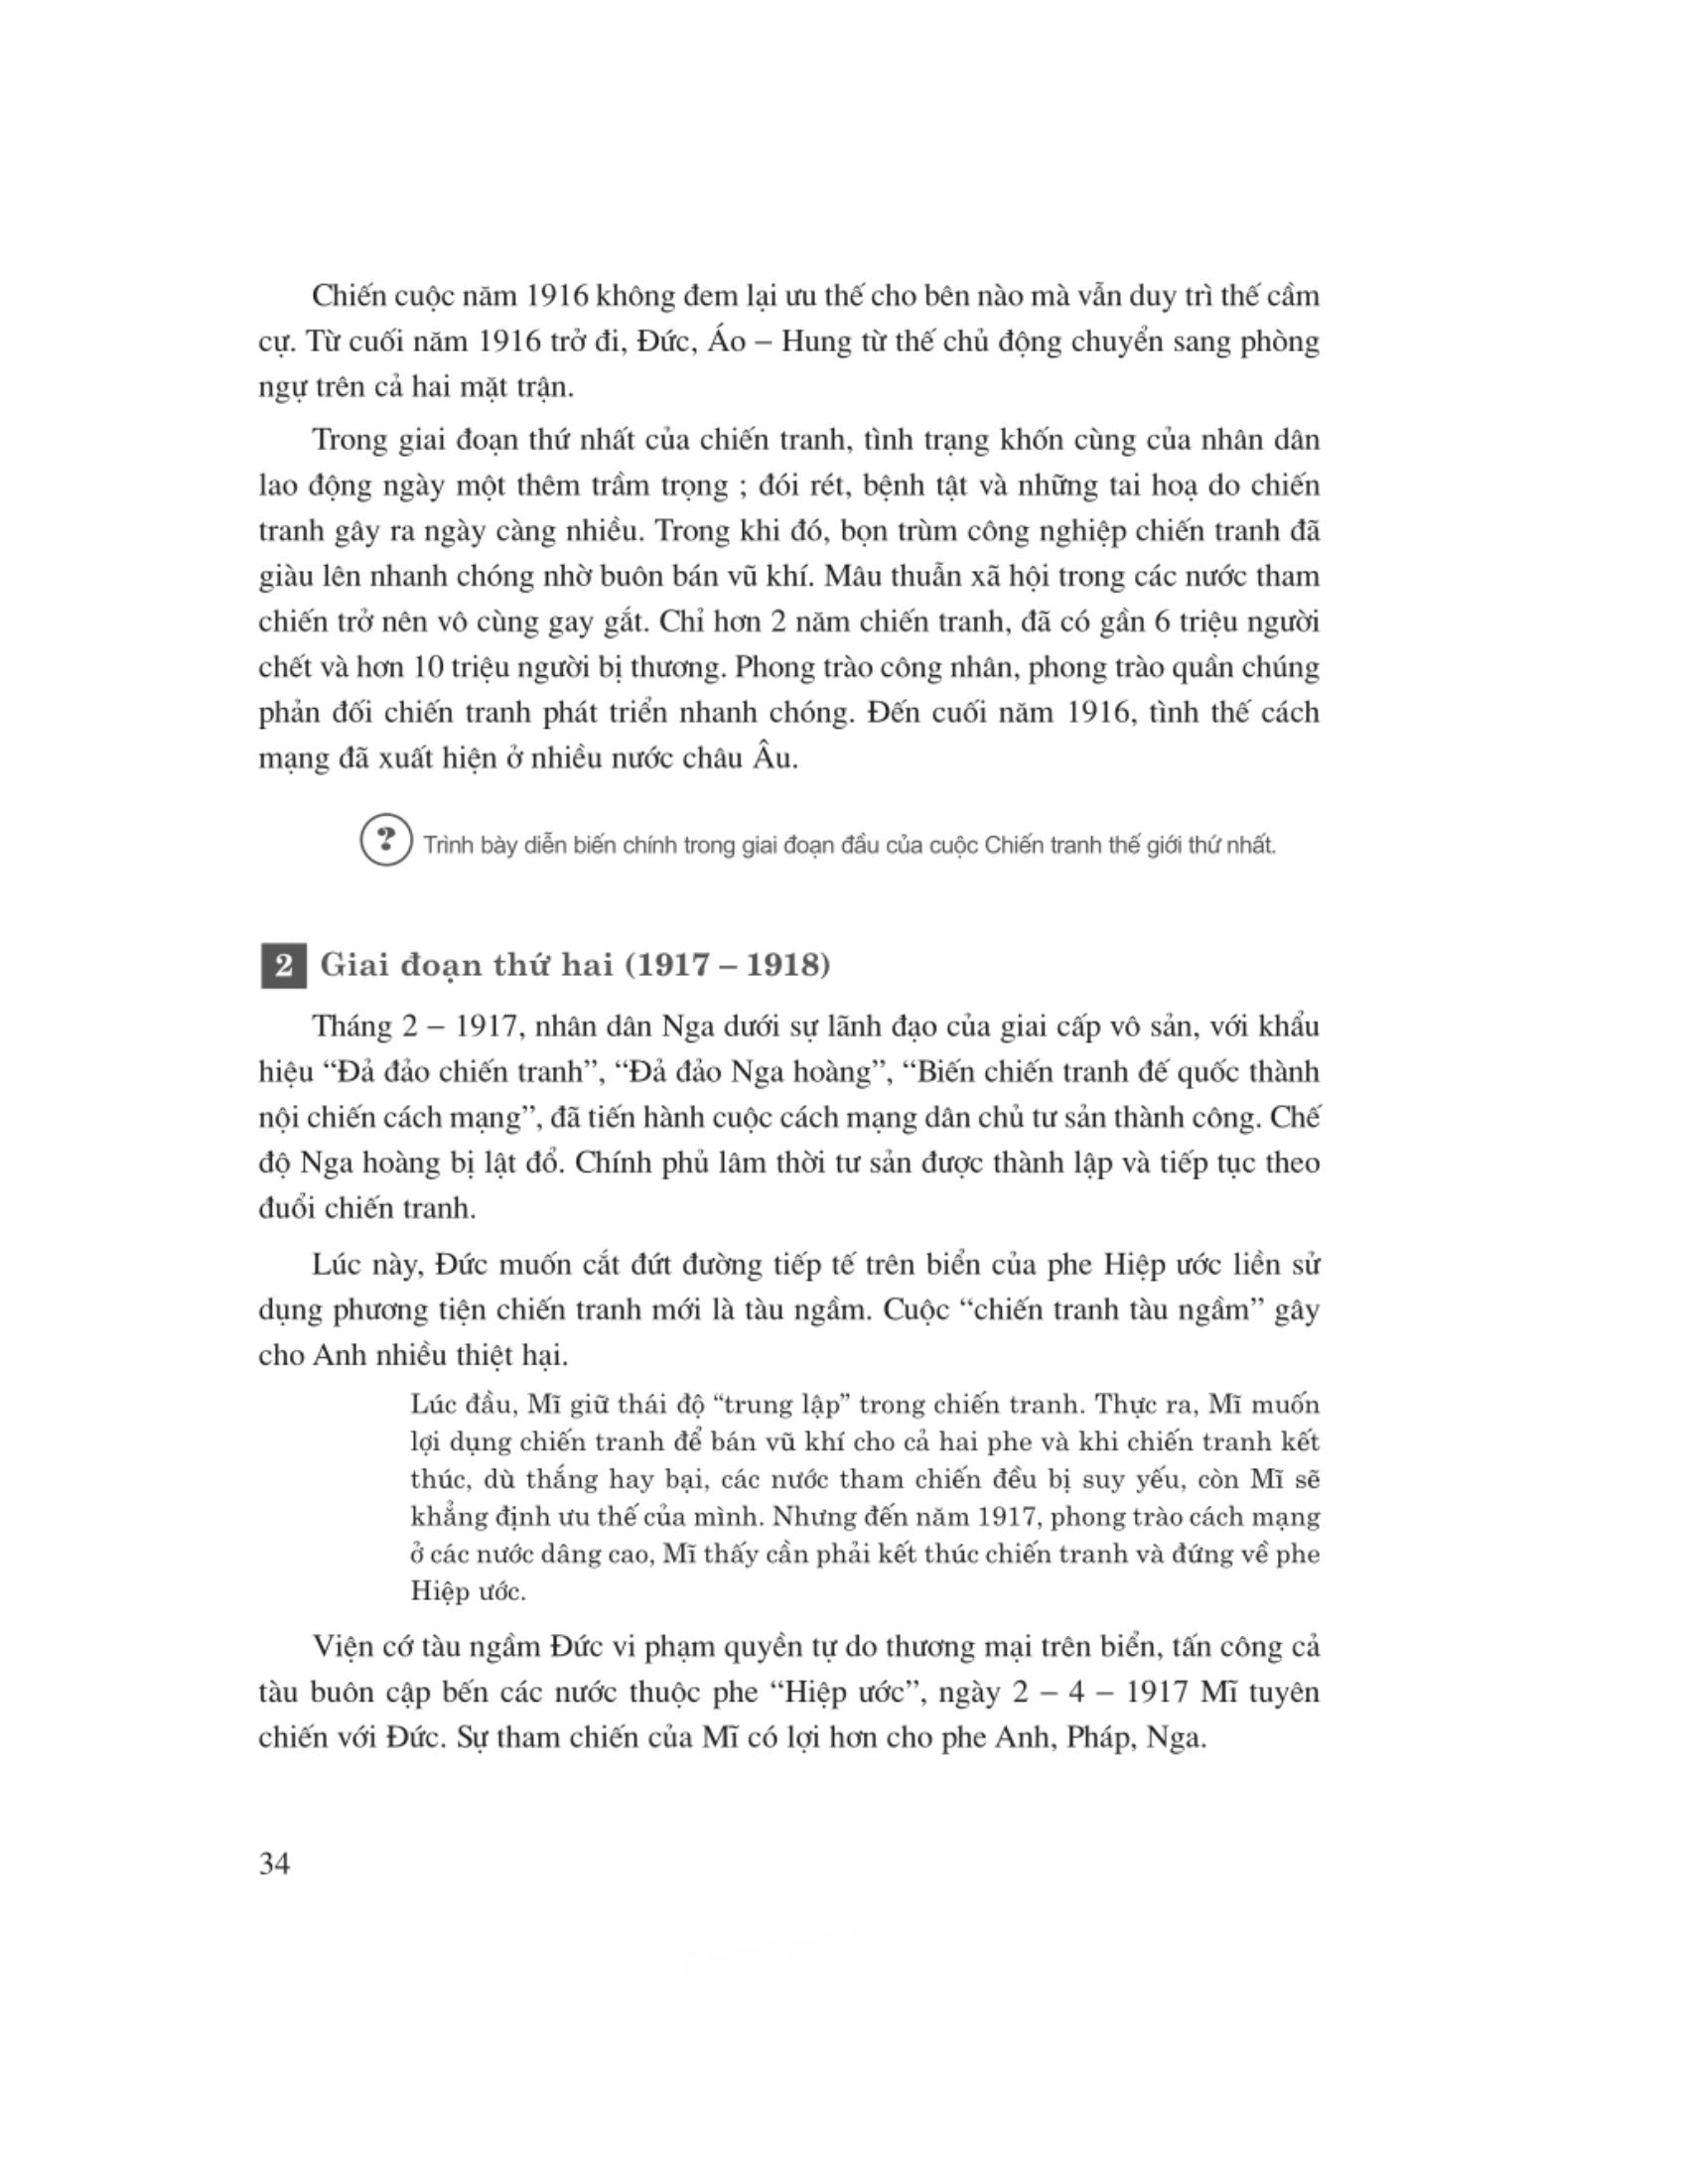 Chiến cuộc năm 1916 không đem lại ưu thế cho bên nào mà vẫn duy trì thế cầm
cự. Từ cuối năm 1916 trở đi, Đức, Áo – Hung từ thế chủ động chuyển sang phòng
ngự trên cả hai mặt trận.
Trong giai đoạn thứ nhất của chiến tranh, tình trạng khốn cùng của nhân dân
lao động ngày một thêm trầm trọng ; đói rét, bệnh tật và những tai hoạ do chiến
tranh gây ra ngày càng nhiều. Trong khi đó, bọn trùm công nghiệp chiến tranh đã
giàu lên nhanh chóng nhờ buôn bán vũ khí. Mâu thuẫn xã hội trong các nước tham
chiến trở nên vô cùng gay gắt. Chỉ hơn 2 năm chiến tranh, đã có gần 6 triệu người
chết và hơn 10 triệu người bị thương. Phong trào công nhân, phong trào quần chúng
phản đối chiến tranh phát triển nhanh chóng. Đến cuối năm 1916, tình thế cách
mạng đã xuất hiện ở nhiều nước châu Âu.
? Trình bày diễn biến chính trong giai đoạn đầu của cuộc Chiến tranh thế giới thứ nhất.
2 Giai đoạn thứ hai (1917 – 1918)
Tháng 2 – 1917, nhân dân Nga dưới sự lãnh đạo của giai cấp vô sản, với khẩu
hiệu “Đả đảo chiến tranh”, “Đả đảo Nga hoàng”, “Biến chiến tranh đế quốc thành
nội chiến cách mạng”, đã tiến hành cuộc cách mạng dân chủ tư sản thành công. Chế
độ Nga hoàng bị lật đổ. Chính phủ lâm thời tư sản được thành lập và tiếp tục theo
đuổi chiến tranh.
Lúc này, Đức muốn cắt đứt đường tiếp tế trên biển của phe Hiệp ước liền sử
dụng phương tiện chiến tranh mới là tàu ngầm. Cuộc “chiến tranh tàu ngầm” gây
cho Anh nhiều thiệt hại.
Lúc đầu, Mĩ giữ thái độ “trung lập” trong chiến tranh. Thực ra, Mĩ muốn
lợi dụng chiến tranh để bán vũ khí cho cả hai phe và khi chiến tranh kết
thúc, dù thắng hay bại, các nước tham chiến đều bị suy yếu, còn Mĩ sẽ
khẳng định ưu thế của mình. Nhưng đến năm 1917, phong trào cách mạng
ở các nước dâng cao, Mĩ thấy cần phải kết thúc chiến tranh và đứng về phe
Hiệp ước.
Viện cớ tàu ngầm Đức vi phạm quyền tự do thương mại trên biển, tấn công cả
tàu buôn cập bến các nước thuộc phe “Hiệp ước”, ngày 2 – 4 – 1917 Mĩ tuyên
chiến với Đức. Sự tham chiến của Mĩ có lợi hơn cho phe Anh, Pháp, Nga.
34